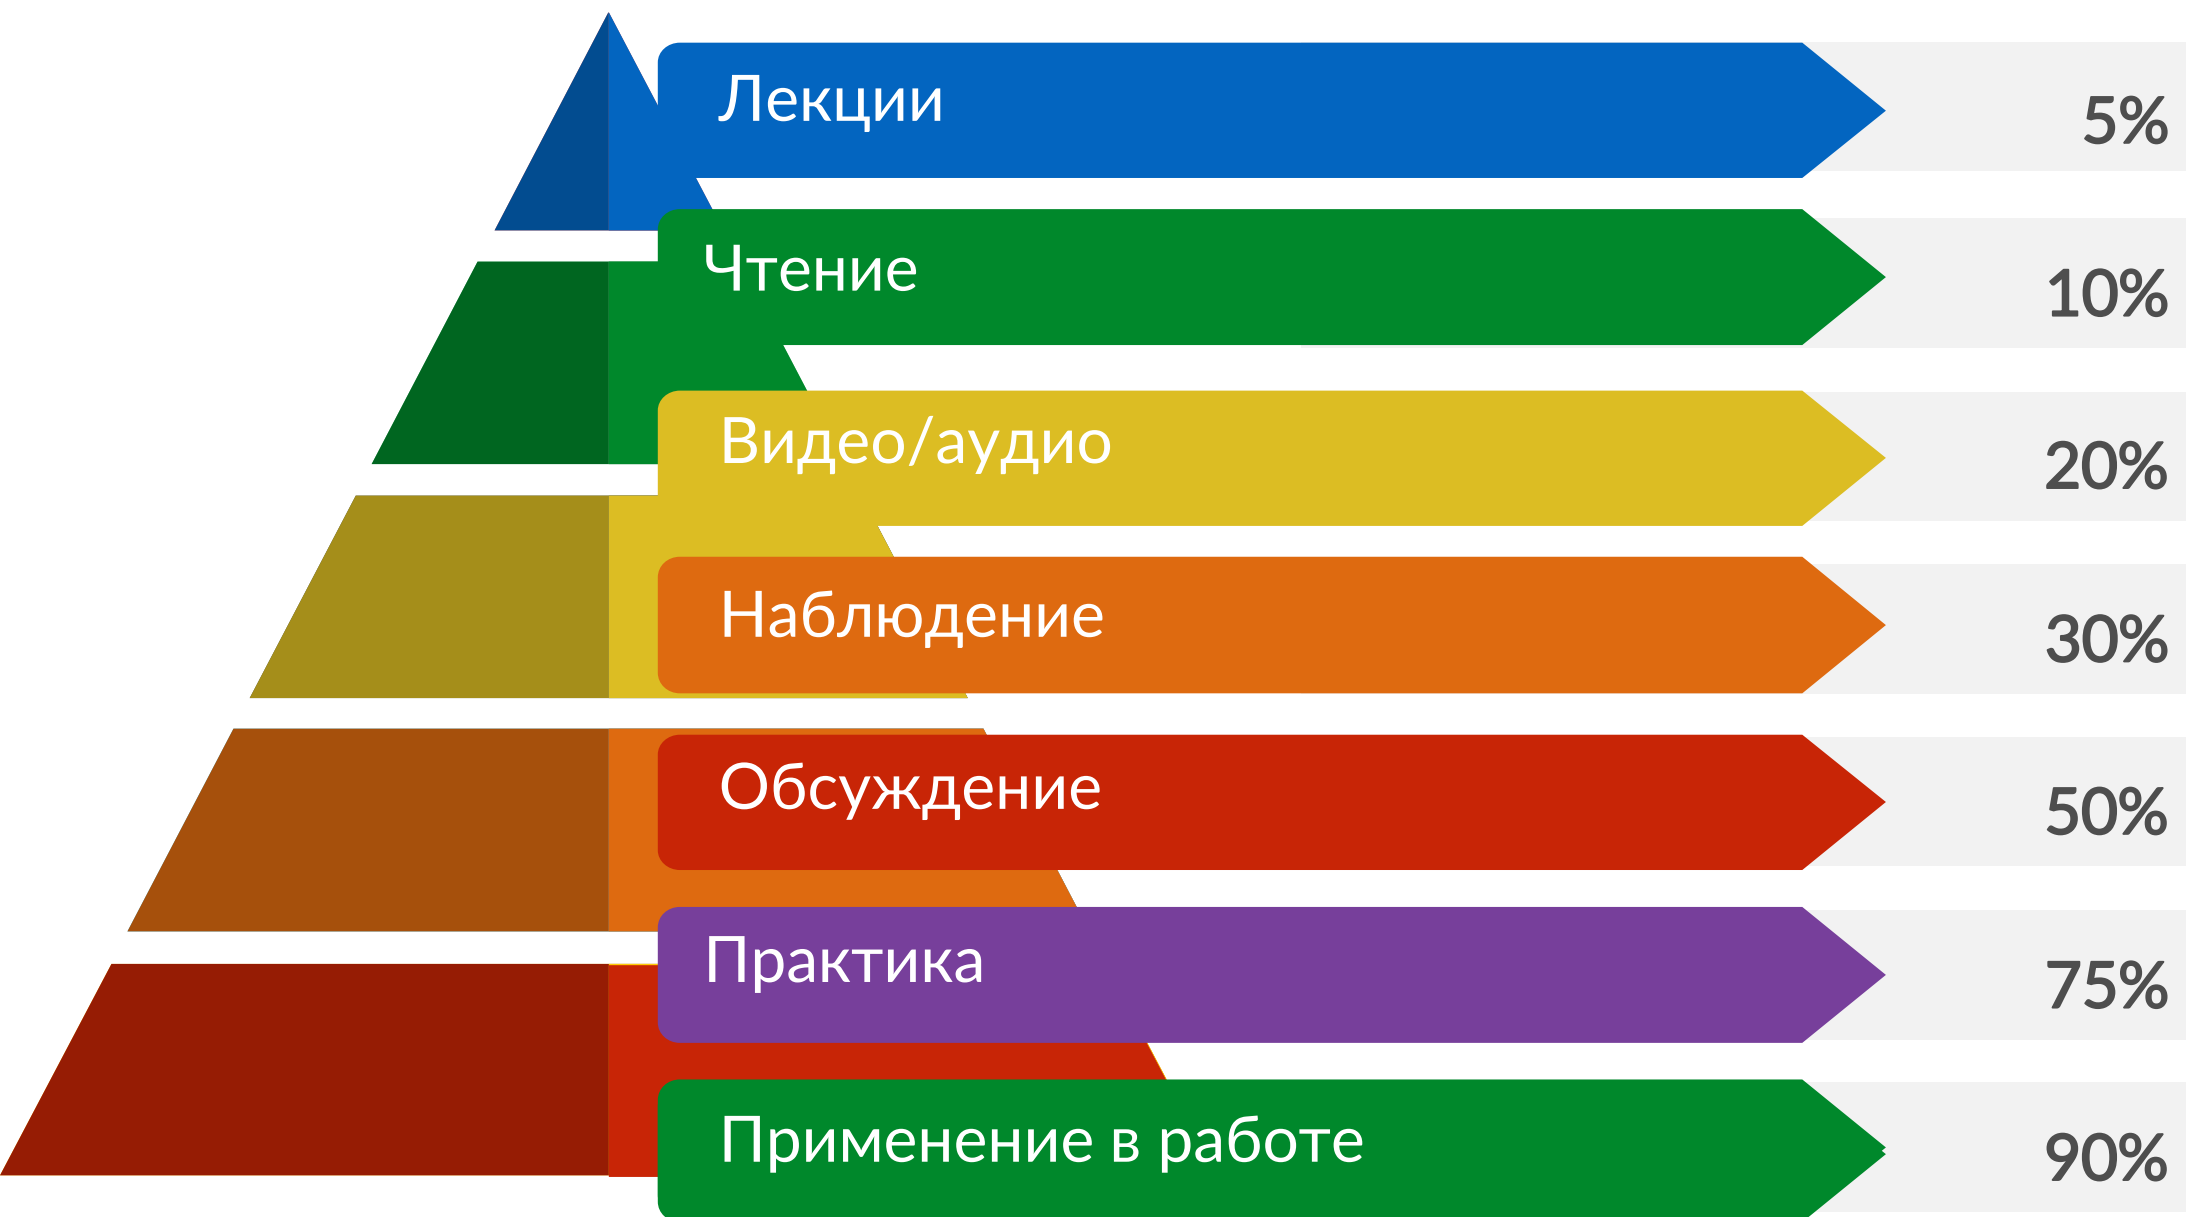 Лекции 5%
Чтение 10%
Видео/аудио 20%
Наблюдение 30%
Обсуждение 50%
Практика 75%
Применение в работе 90%